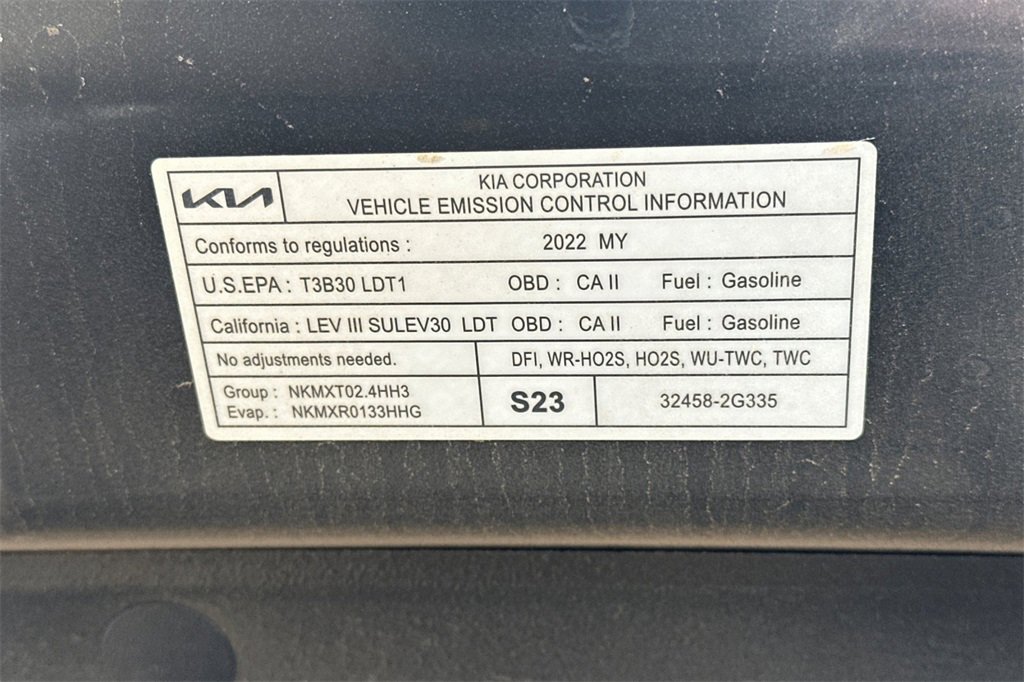 KIA
KIA CORPORATION
VEHICLE EMISSION CONTROL INFORMATION
Conforms to regulations : 2022 MY
U.S.EPA : T3B30 LDT1 OBD : CA II Fuel : Gasoline
California : LEV III SULEV30 LDT OBD : CA II Fuel : Gasoline
No adjustments needed. DFI, WR-HO2S, HO2S, WU-TWC, TWC
Group : NKMXT02.4HH3
Evap. : NKMXR0133HHG
S23
32458-2G335